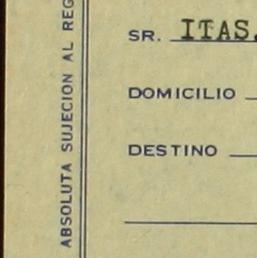 ABSOLUTA SUJECION AL REG
SR. ITAS.
DOMICILIO
DESTINO